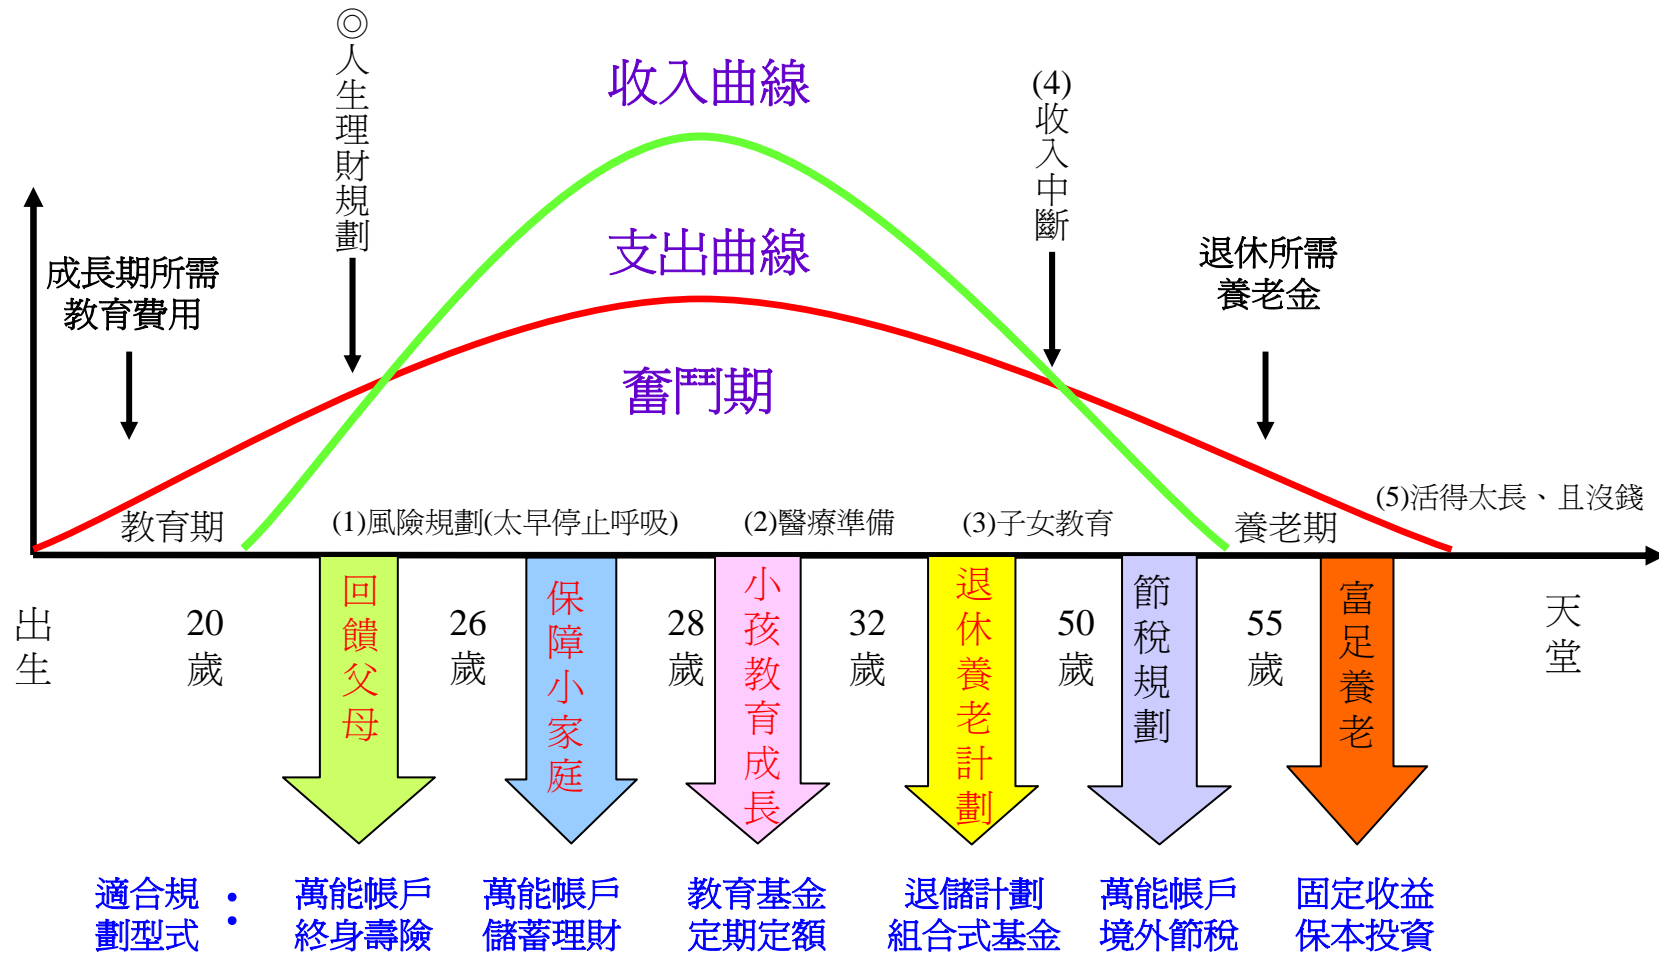 ◎人生理財規劃
收入曲線
(4)收入中斷
支出曲線
成長期所需
教育費用
退休所需
養老金
奮鬥期
教育期
(1)風險規劃(太早停止呼吸)
(2)醫療準備
(3)子女教育
養老期
(5)活得太長、且沒錢
出生
20歲
回饋父母
26歲
保障小家庭
28歲
小孩教育成長
32歲
退休養老計劃
50歲
節稅規劃
55歲
富足養老
天堂
適合規
劃型式：
萬能帳戶
終身壽險
萬能帳戶
儲蓄理財
教育基金
定期定額
退儲計劃
組合式基金
萬能帳戶
境外節稅
固定收益
保本投資